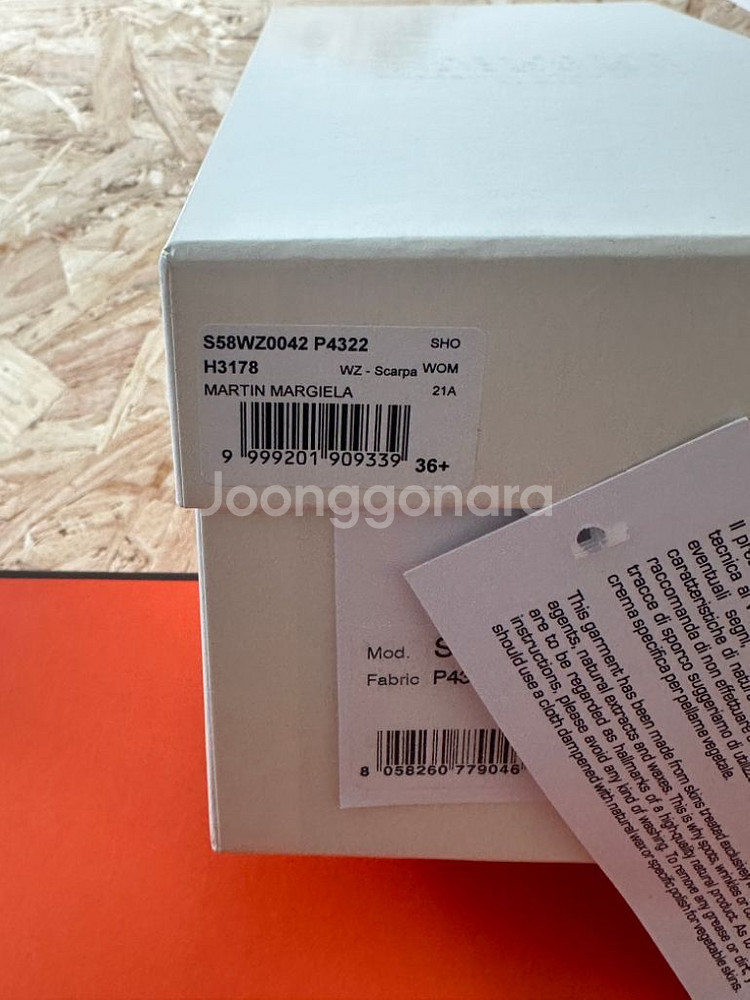 S58WZ0042 P4322 SHO
H3178 WZ - Scarpa WOM
MARTIN MARGIELA 21A
9 999201 909339 36+
Joonggonara
Mod. S
Fabric P43
8 058260 779046
Il
tecnica ai
eventuali segni,
caratteristiche di
raccomanda di non effettuare
tracce di sporco suggeriamo di
crema specifica per pellame vegetale.
This garment has been made from skins treated exclusively
agents, natural extracts and waxes. This is why spots, wrinkles or
are to be regarded as hallmarks of a high-quality natural product. As
instructions, please avoid any kind of washing. To remove any grease or dirt,
should use a cloth dampened with natural wax or specific polish for vegetable skins.